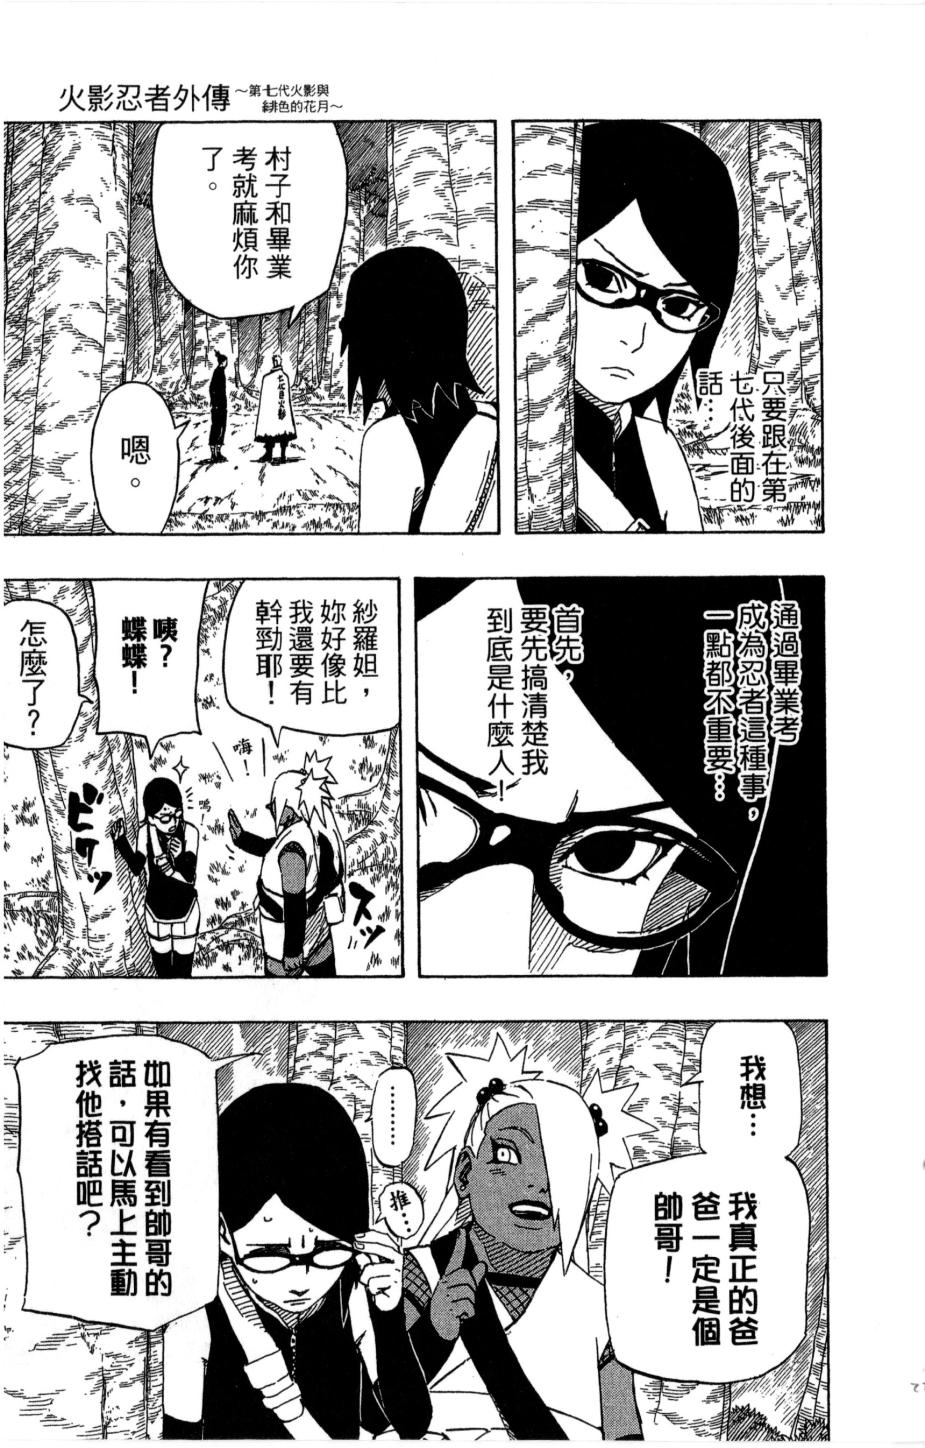 火影忍者外傳
～第七代火影與
緋色的花月～
只要跟在第
七代後面的
話…
村子和畢業
考就麻煩你
了。
嗯。
通過畢業考
成為忍者這種事，
一點都不重要…
首先，
要先搞清楚我
到底是什麼人！
紗羅妲，
妳好像比
我還要有
幹勁耶！
嗨！
咦？
蝶蝶！
嗚
ビクッ
スッ
怎麼了？
我想…
我真正的爸
爸一定是個
帥哥！
………
推…
如果有看到帥哥的
話，可以馬上主動
找他搭話吧？